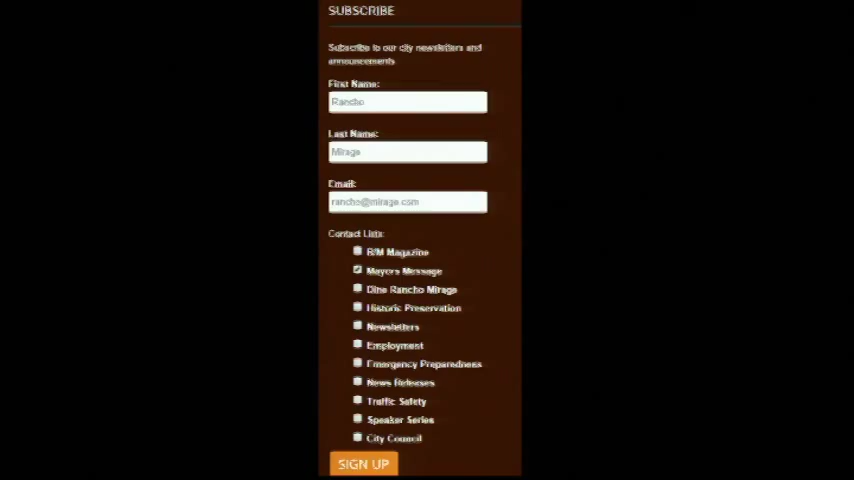 SUBSCRIBE
Subscribe to our city newsletters and
announcements
First Name:
Rancho
Last Name:
Mirage
Email:
rancho@mirage.com
Contact Lists:
R/M Magazine
Mayors Message
Dine Rancho Mirage
Historic Preservation
Newsletters
Employment
Emergency Preparedness
News Releases
Traffic Safety
Speaker Series
City Council
SIGN UP